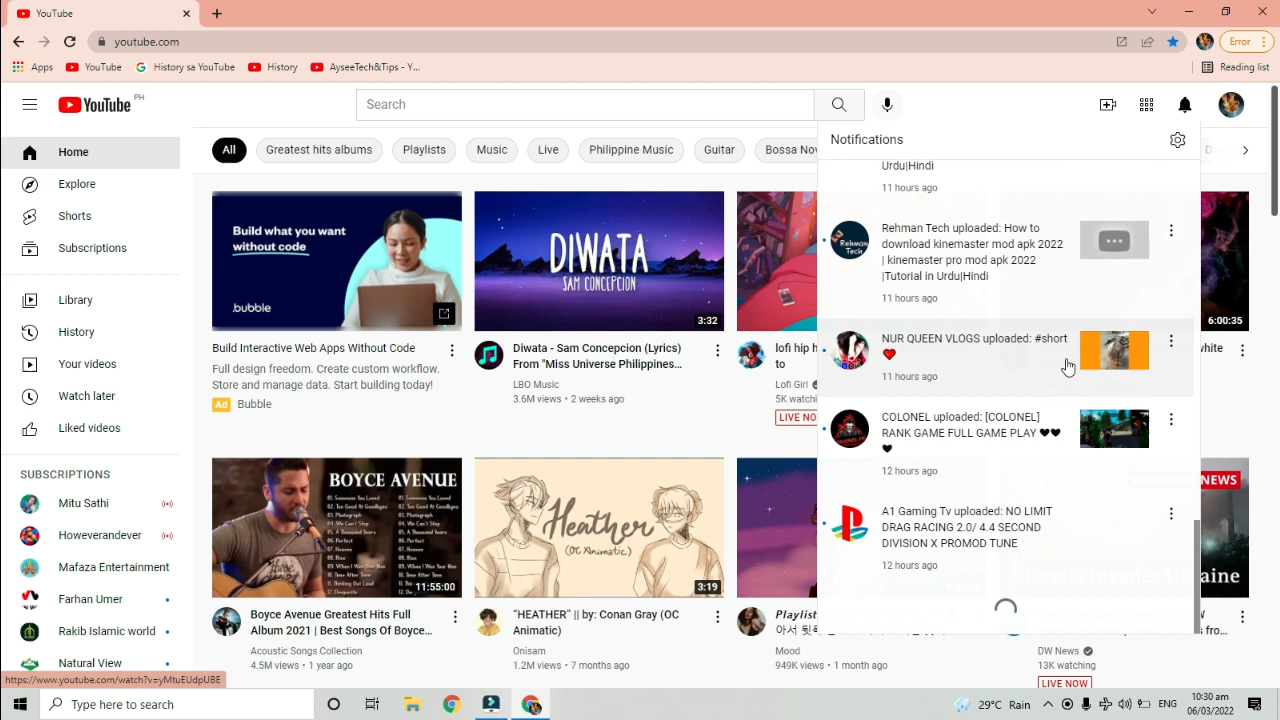 YouTube
youtube.com
Error
Apps
YouTube
History sa YouTube
History
AyseeTech&Tips - Y...
Reading list
YouTube PH
Search
Notifications
Home
Explore
Shorts
Subscriptions
Library
History
Your videos
Watch later
Liked videos
SUBSCRIPTIONS
Mitu Sathi
Howeverandever
Mafaza Entertainment
Farhan Umer
Rakib Islamic world
Natural View
All
Greatest hits albums
Playlists
Music
Live
Philippine Music
Guitar
Bossa Nov
Build what you want
without code
.bubble
Build Interactive Web Apps Without Code
Full design freedom. Create custom workflow.
Store and manage data. Start building today!
Ad Bubble
DIWATA
SAM CONCEPCION
3:32
Diwata - Sam Concepcion (Lyrics)
From "Miss Universe Philippines...
LBO Music
3.6M views • 2 weeks ago
lofi hip h
Lofi Girl
5K watchi
LIVE NO
6:00:35
white
Urdu|Hindi
11 hours ago
Rehman Tech uploaded: How to
download kinemaster mod apk 2022
| kinemaster pro mod apk 2022
|Tutorial in Urdu|Hindi
11 hours ago
NUR QUEEN VLOGS uploaded: #short
❤
11 hours ago
COLONEL uploaded: [COLONEL]
RANK GAME FULL GAME PLAY ♥♥
♥
12 hours ago
A1 Gaming Tv uploaded: NO LIMIT
DRAG RACING 2.0/ 4.4 SECOND
DIVISION X PROMOD TUNE
12 hours ago
BOYCE AVENUE
11:55:00
Boyce Avenue Greatest Hits Full
Album 2021 | Best Songs Of Boyce...
Acoustic Songs Collection
4.5M views • 1 year ago
Heather
(OC Animatic)
3:19
“HEATHER” || by: Conan Gray (OC
Animatic)
Onisam
1.2M views • 7 months ago
Playlist
Mood
949K views • 1 month ago
NEWS
Ukraine
DW News
13K watching
LIVE NOW
https://www.youtube.com/watch?v=yMtuEUdpU8E
Type here to search
29°C Rain
ENG
10:30 am
06/03/2022